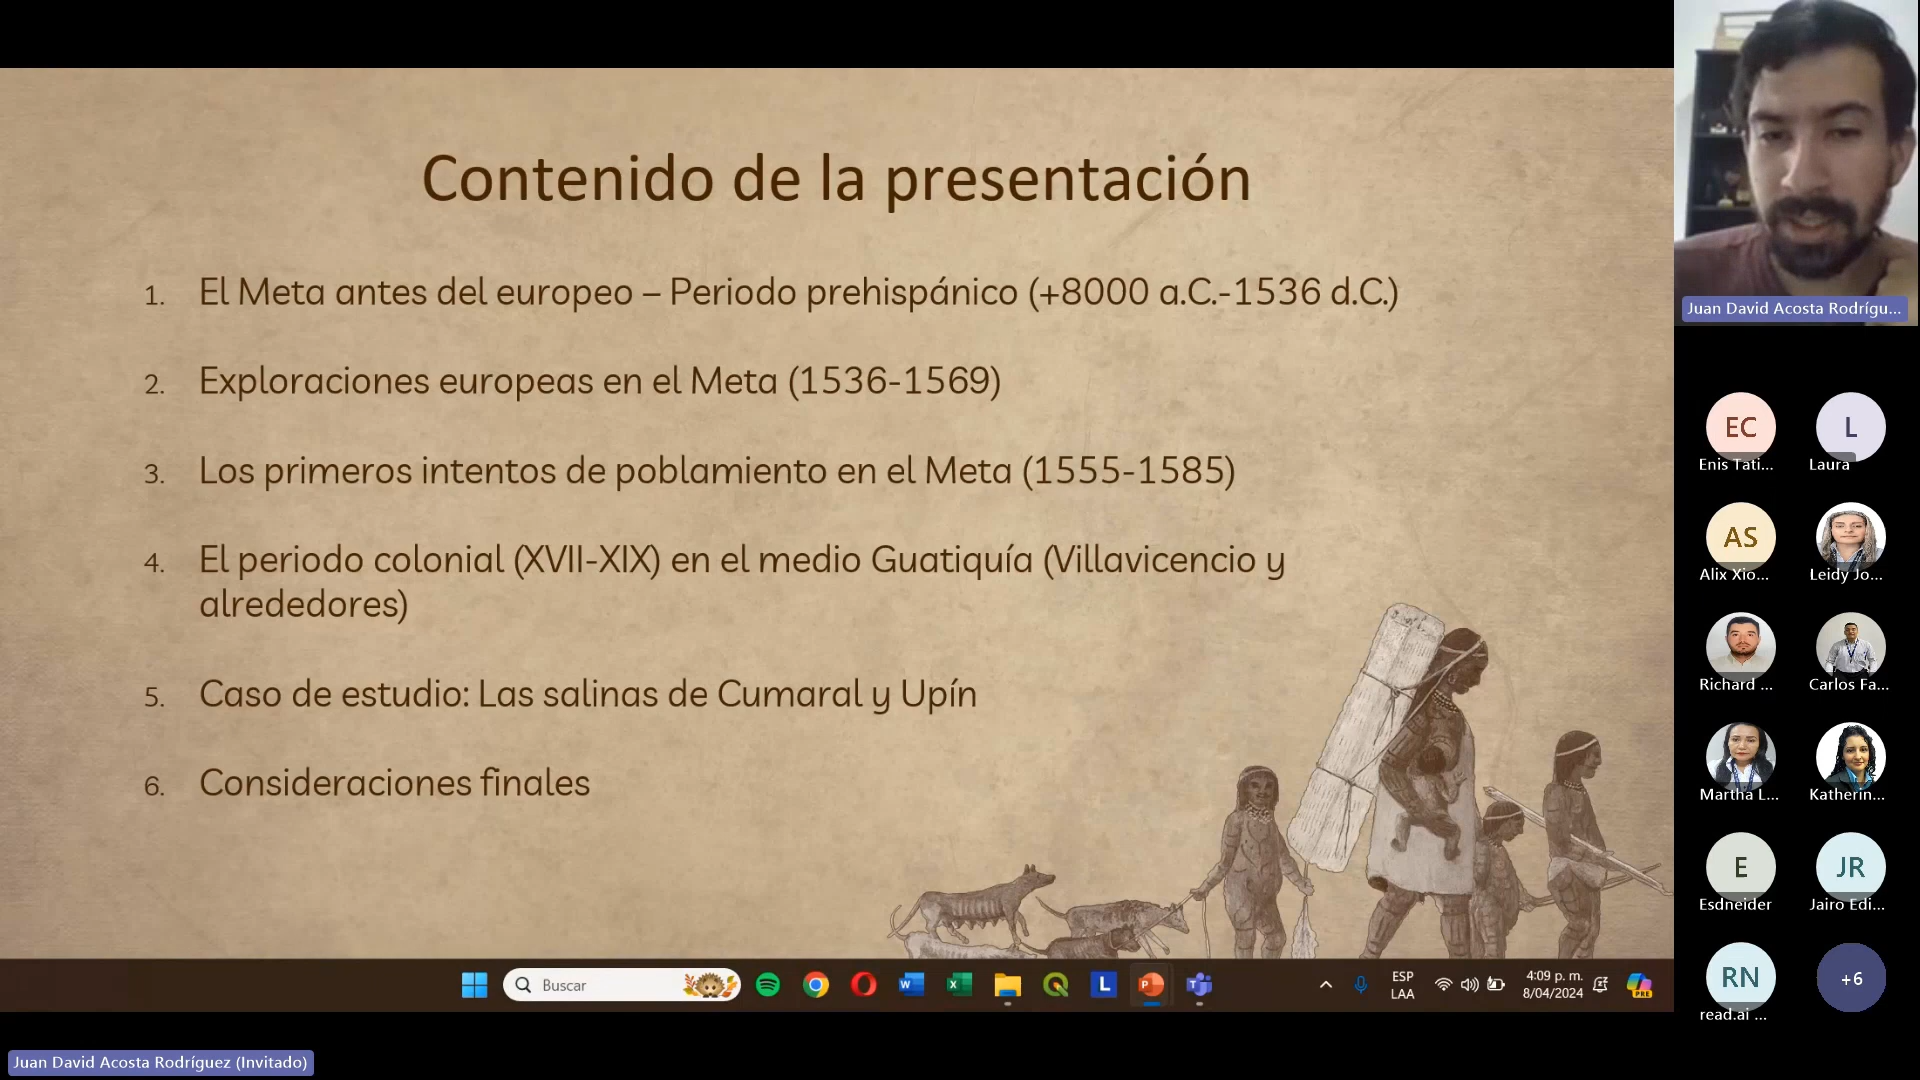 Contenido de la presentación
1. El Meta antes del europeo – Periodo prehispánico (+8000 a.C.-1536 d.C.)
2. Exploraciones europeas en el Meta (1536-1569)
3. Los primeros intentos de poblamiento en el Meta (1555-1585)
4. El periodo colonial (XVII-XIX) en el medio Guatiquía (Villavicencio y
alrededores)
5. Caso de estudio: Las salinas de Cumaral y Upín
6. Consideraciones finales
Juan David Acosta Rodrígu...
EC
L
Enis Tati...
Laura
AS
Alix Xio...
Leidy Jo...
Richard ...
Carlos Fa...
Martha L...
Katherin...
E
JR
Esdneider
Jairo Edi...
RN
+6
read.ai ...
Buscar
W
X
L
P
T
ESP
LAA
4:09 p. m.
8/04/2024
PRE
Juan David Acosta Rodríguez (Invitado)